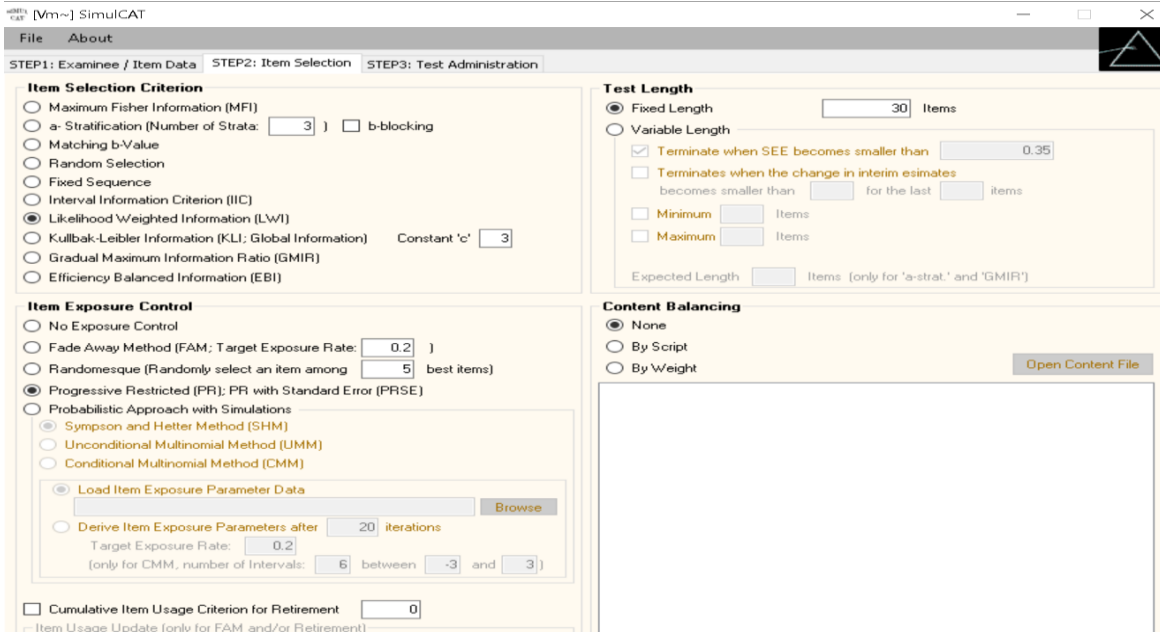 [Vm~] SimulCAT
File About
STEP1: Examinee / Item Data STEP2: Item Selection STEP3: Test Administration
Item Selection Criterion
Maximum Fisher Information (MFI)
a- Stratification (Number of Strata: 3 ) b-blocking
Matching b-Value
Random Selection
Fixed Sequence
Interval Information Criterion (IIC)
Likelihood Weighted Information (LWI)
Kullbak-Leibler Information (KLI; Global Information) Constant 'c' 3
Gradual Maximum Information Ratio (GMIR)
Efficiency Balanced Information (EBI)
Item Exposure Control
No Exposure Control
Fade Away Method (FAM; Target Exposure Rate: 0.2 )
Randomesque (Randomly select an item among 5 best items)
Progressive Restricted (PR); PR with Standard Error (PRSE)
Probabilistic Approach with Simulations
Sympson and Hetter Method (SHM)
Unconditional Multinomial Method (UMM)
Conditional Multinomial Method (CMM)
Load Item Exposure Parameter Data
Browse
Derive Item Exposure Parameters after 20 iterations
Target Exposure Rate: 0.2
(only for CMM, number of Intervals: 6 between -3 and 3 )
Cumulative Item Usage Criterion for Retirement 0
Item Usage Update (only for FAM and/or Retirement)
Test Length
Fixed Length 30 Items
Variable Length
Terminate when SEE becomes smaller than 0.35
Terminates when the change in interim esimates
becomes smaller than for the last items
Minimum Items
Maximum Items
Expected Length Items (only for 'a-strat.' and 'GMIR')
Content Balancing
None
By Script
By Weight
Open Content File